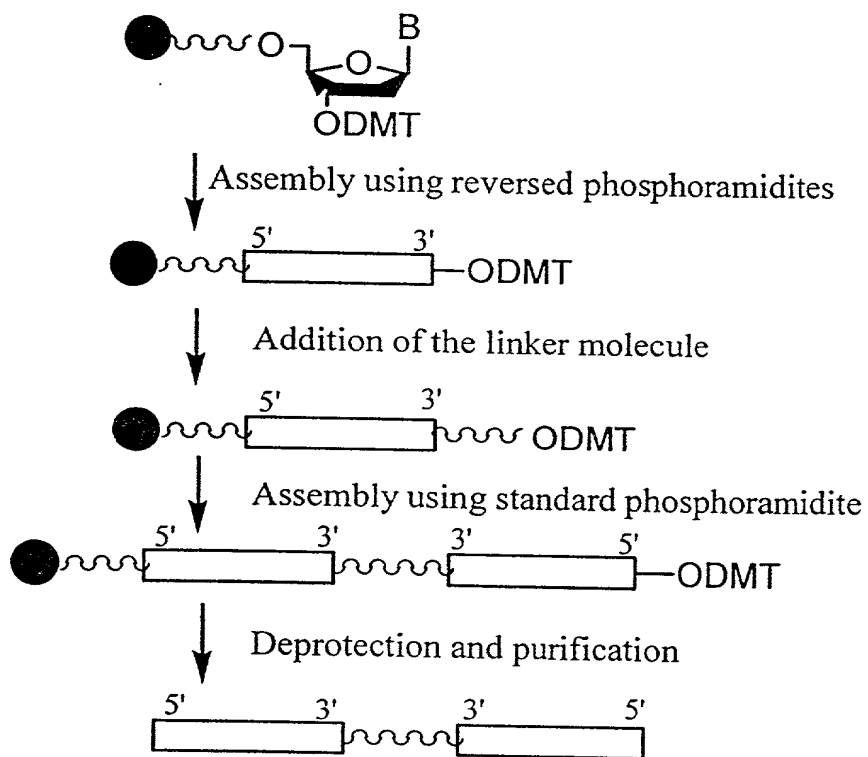 B
O
O
ODMT
Assembly using reversed phosphoramidites
5' 3'
ODMT
Addition of the linker molecule
5' 3'
ODMT
Assembly using standard phosphoramidite
5' 3' 3' 5'
ODMT
Deprotection and purification
5' 3' 3' 5'